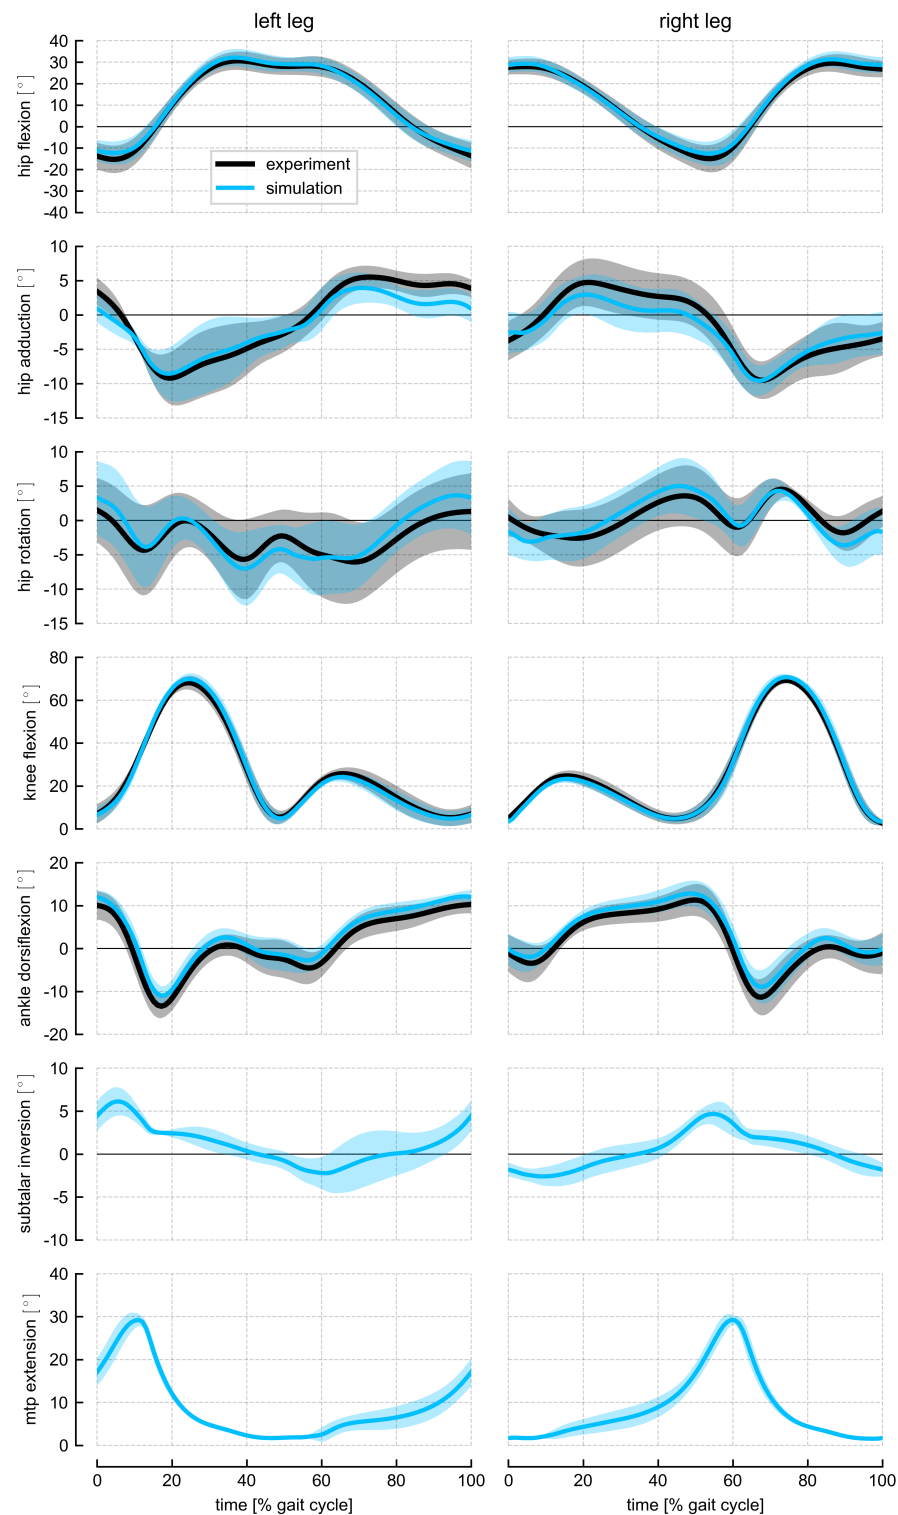 left leg
right leg
hip flexion [°]
40
30
20
10
0
-10
-20
-30
-40
experiment
simulation
hip adduction [°]
10
5
0
-5
-10
-15
hip rotation [°]
10
5
0
-5
-10
-15
knee flexion [°]
80
60
40
20
0
ankle dorsiflexion [°]
20
10
0
-10
-20
subtalar inversion [°]
10
5
0
-5
-10
mtp extension [°]
40
30
20
10
0
0 20 40 60 80 100
0 20 40 60 80 100
time [% gait cycle]
time [% gait cycle]